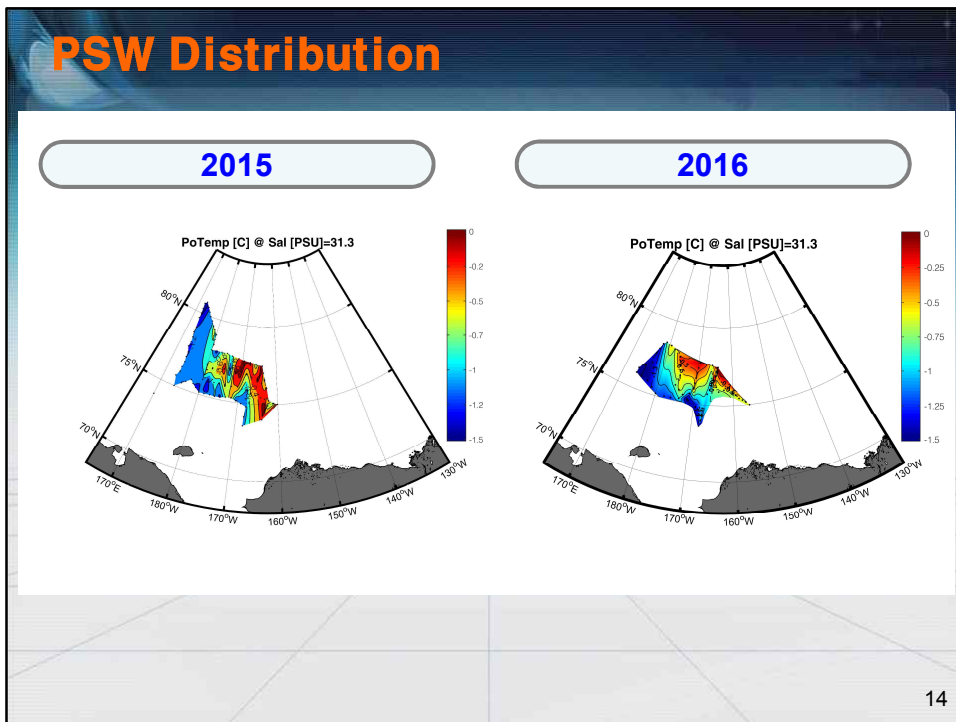 PSW Distribution
2015
2016
PoTemp [C] @ Sal [PSU]=31.3
0
-0.2
-0.5
-0.7
-1
-1.2
-1.5
80°N
75°N
70°N
170°E
180°W
170°W
160°W
150°W
140°W
130°W
PoTemp [C] @ Sal [PSU]=31.3
0
-0.25
-0.5
-0.75
-1
-1.25
-1.5
80°N
75°N
70°N
170°E
180°W
170°W
160°W
150°W
140°W
130°W
14